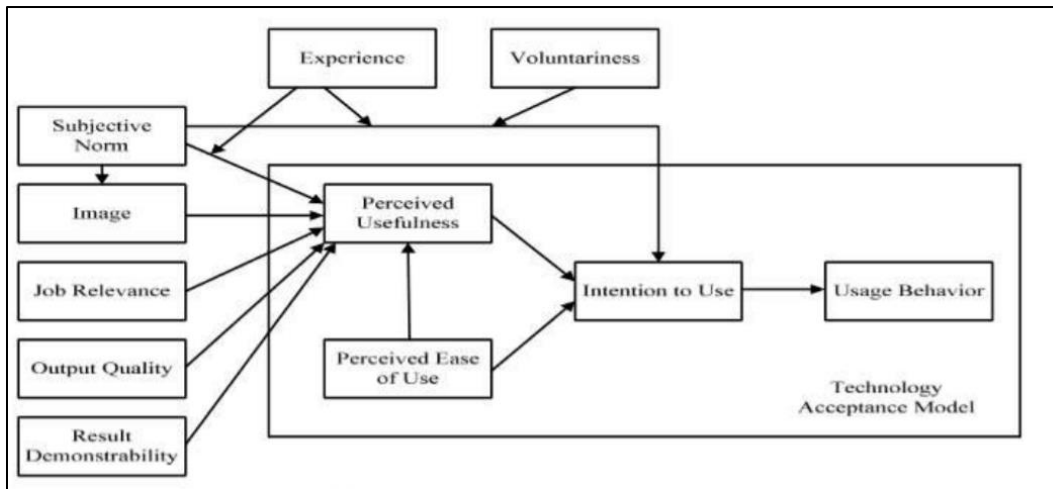 Experience
Voluntariness
Subjective
Norm
Image
Perceived
Usefulness
Job Relevance
Intention to Use
Usage Behavior
Output Quality
Perceived Ease
of Use
Technology
Acceptance Model
Result
Demonstrability